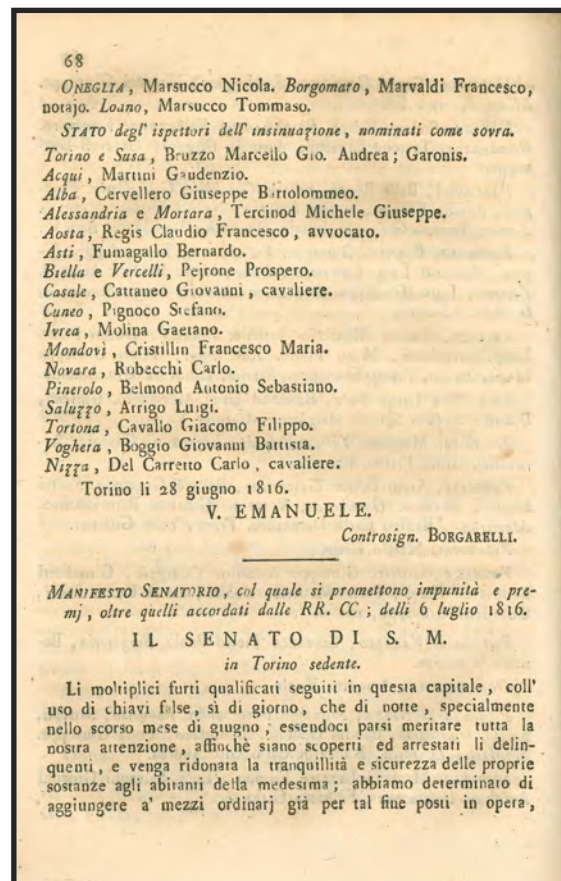 68
ONEGLIA, Marsucco Nicola. Borgomaro, Marvaldi Francesco,
notajo. Loano, Marsucco Tommaso.
STATO degl' ispettori dell' insinuazione, nominati come sovra.
Torino e Susa, Bruzzo Marcello Gio. Andrea; Garonis.
Acqui, Martini Gaudenzio.
Alba, Cervellero Giuseppe Bartolommeo.
Alessandria e Mortara, Tercinod Michele Giuseppe.
Aosta, Regis Claudio Francesco, avvocato.
Asti, Fumagallo Bernardo.
Biella e Vercelli, Pejrone Prospero.
Casale, Cattaneo Giovanni, cavaliere.
Cuneo, Pignoco Stefano.
Ivrea, Molina Gaetano.
Mondovì, Cristillin Francesco Maria.
Novara, Robecchi Carlo.
Pinerolo, Belmond Antonio Sebastiano.
Saluzzo, Arrigo Luigi.
Tortona, Cavallo Giacomo Filippo.
Voghera, Boggio Giovanni Battista.
Nizza, Del Carretto Carlo, cavaliere.
Torino li 28 giugno 1816.
V. EMANUELE.
Controsign. BORGARELLI.
MANIFESTO SENATORIO, col quale si promettono impunità e pre-
mj, oltre quelli accordati dalle RR. CC.; delli 6 luglio 1816.
IL SENATO DI S. M.
in Torino sedente.
Li moltiplici furti qualificati seguiti in questa capitale, coll'
uso di chiavi false, sì di giorno, che di notte, specialmente
nello scorso mese di giugno, essendoci parsi meritare tutta la
nostra attenzione, affinchè siano scoperti ed arrestati li delin-
quenti, e venga ridonata la tranquillità e sicurezza delle proprie
sostanze agli abitanti della medesima; abbiamo determinato di
aggiungere a' mezzi ordinarj già per tal fine posti in opera,